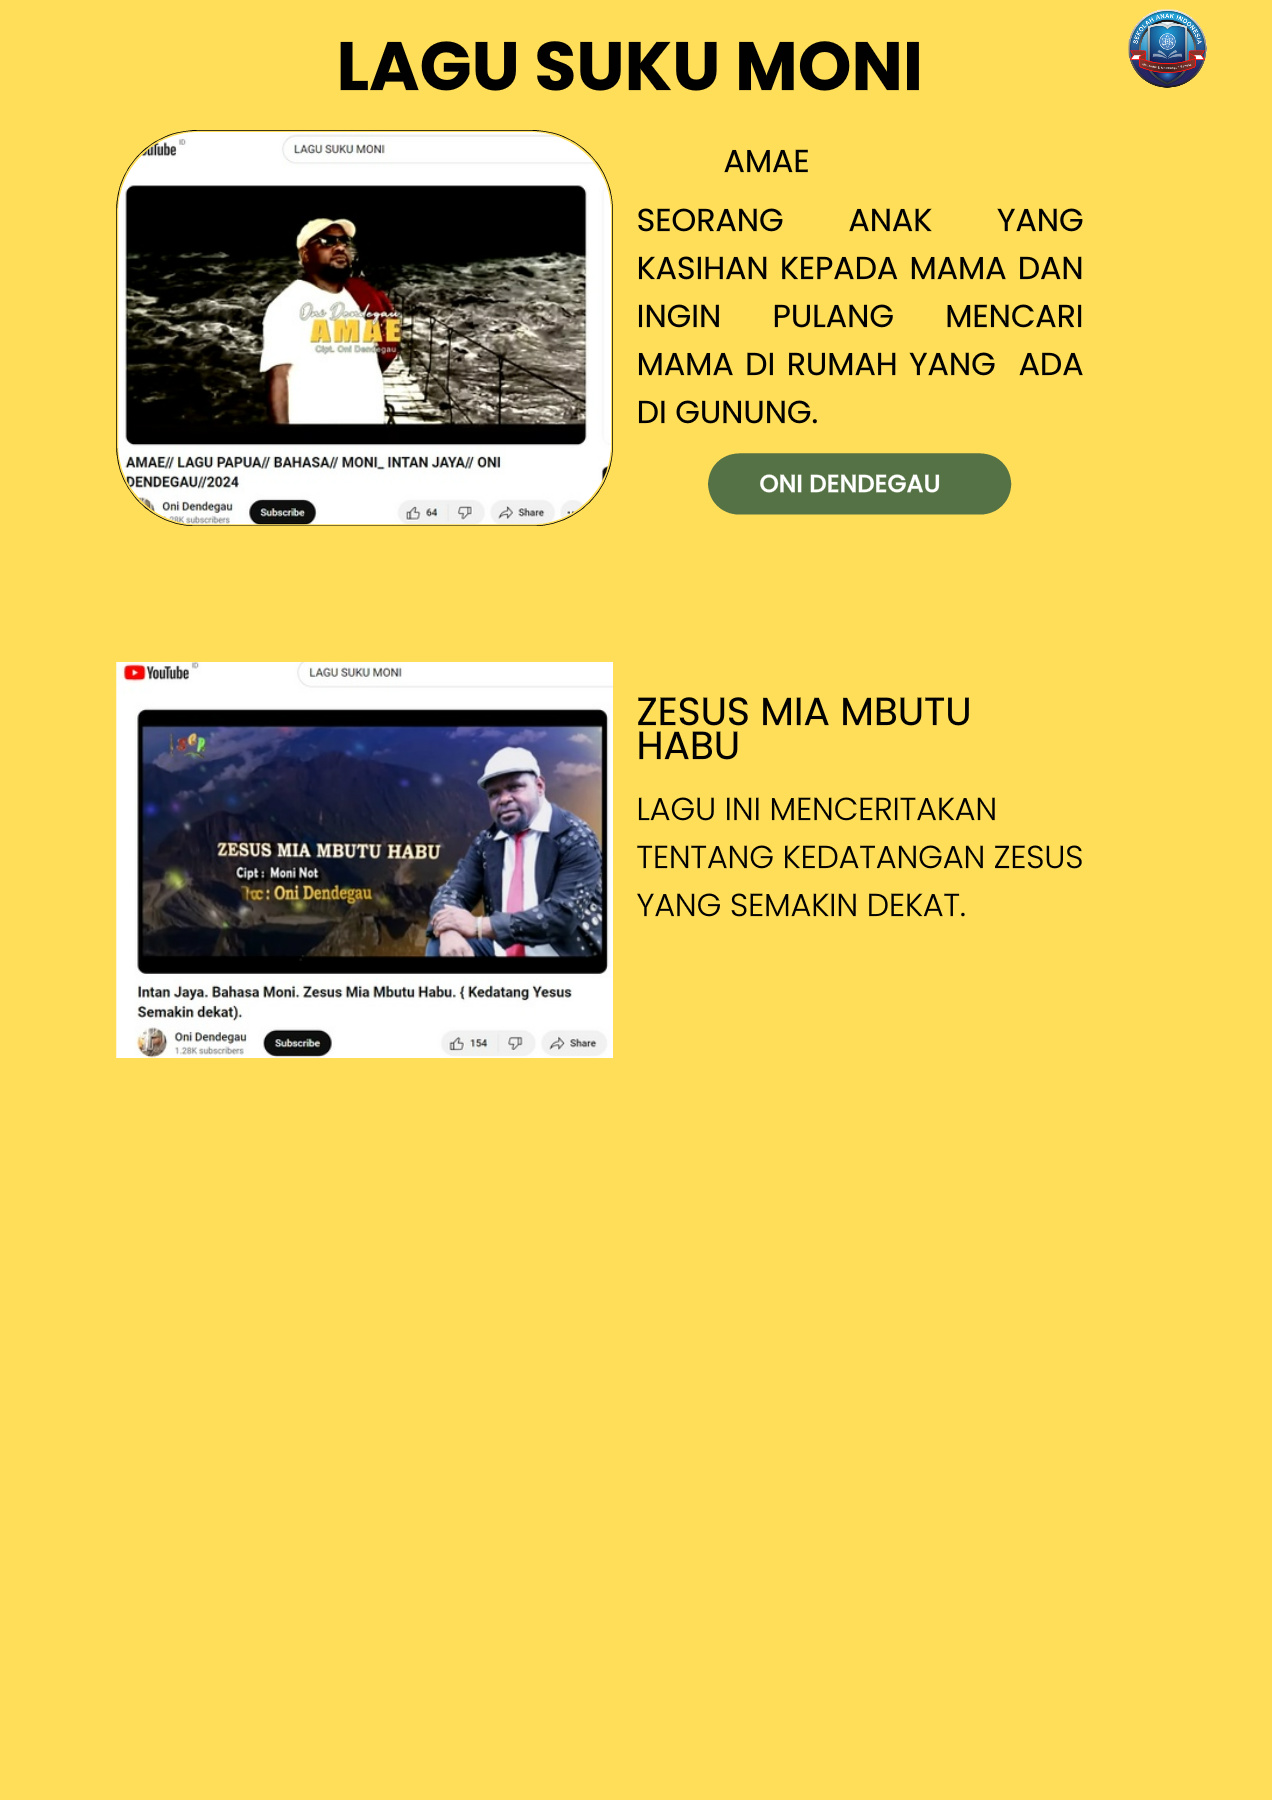 LAGU SUKU MONI
SEKOLAH ANAK INDONESIA
YouTube ID
LAGU SUKU MONI
Oni Dendegau
AMAE
Cipt. Oni Dendegau
AMAE// LAGU PAPUA// BAHASA// MONI_ INTAN JAYA// ONI
DENDEGAU//2024
Oni Dendegau
1.28K subscribers
Subscribe
64
Share
AMAE
SEORANG ANAK YANG
KASIHAN KEPADA MAMA DAN
INGIN PULANG MENCARI
MAMA DI RUMAH YANG ADA
DI GUNUNG.
ONI DENDEGAU
YouTube ID
LAGU SUKU MONI
ZESUS MIA MBUTU HABU
Cipt : Moni Not
Voc : Oni Dendegau
Intan Jaya. Bahasa Moni. Zesus Mia Mbutu Habu. { Kedatang Yesus
Semakin dekat).
Oni Dendegau
1.28K subscribers
Subscribe
154
Share
ZESUS MIA MBUTU
HABU
LAGU INI MENCERITAKAN
TENTANG KEDATANGAN ZESUS
YANG SEMAKIN DEKAT.